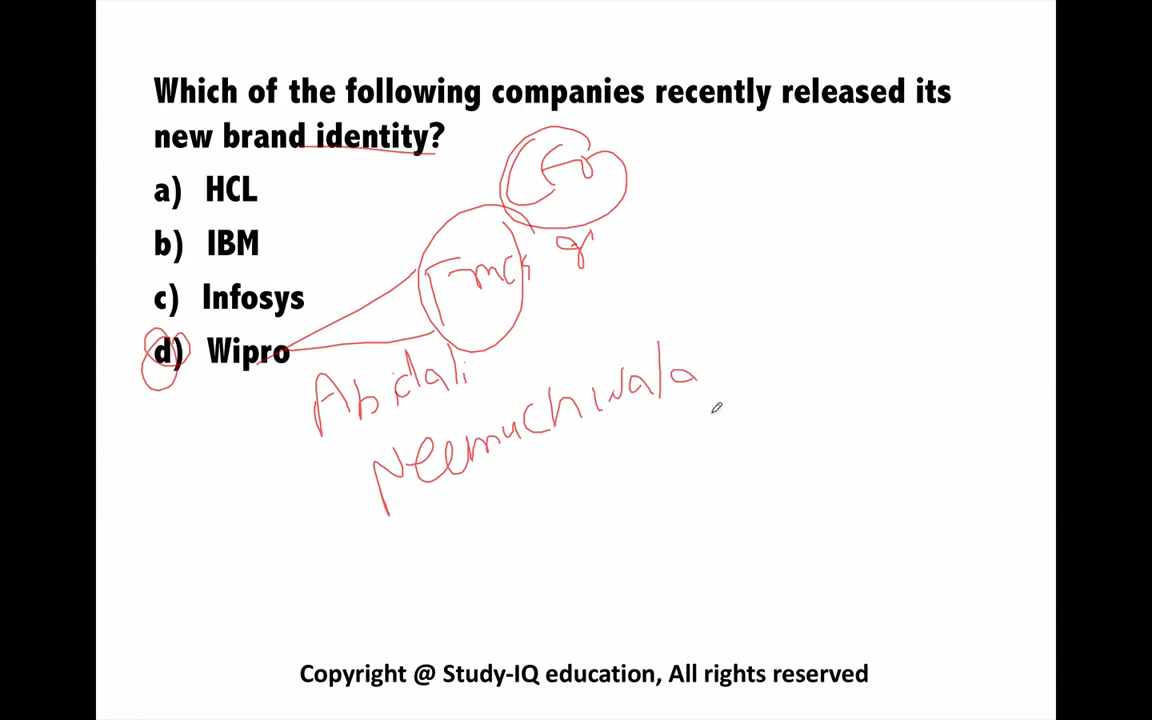 Which of the following companies recently released its
new brand identity?
a) HCL
b) IBM
c) Infosys
d) Wipro
Abidali
Neemuchwala
Copyright @ Study-IQ education, All rights reserved